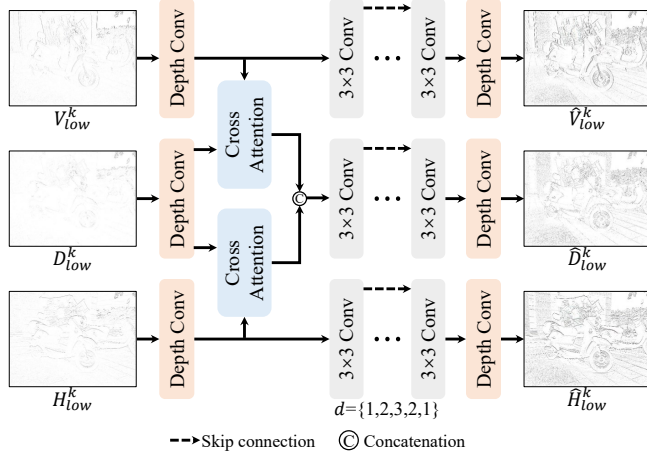 Depth Conv
3×3 Conv
3×3 Conv
Depth Conv
V^k_low
V̂^k_low
Cross Attention
Depth Conv
3×3 Conv
3×3 Conv
Depth Conv
©
D^k_low
D̂^k_low
Cross Attention
Depth Conv
3×3 Conv
3×3 Conv
Depth Conv
H^k_low
Ĥ^k_low
d={1,2,3,2,1}
Skip connection
© Concatenation